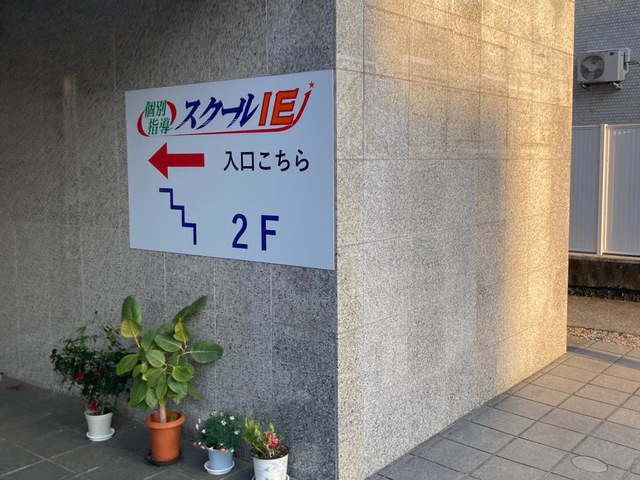 個別
指導
スクールIE
入口こちら
2F